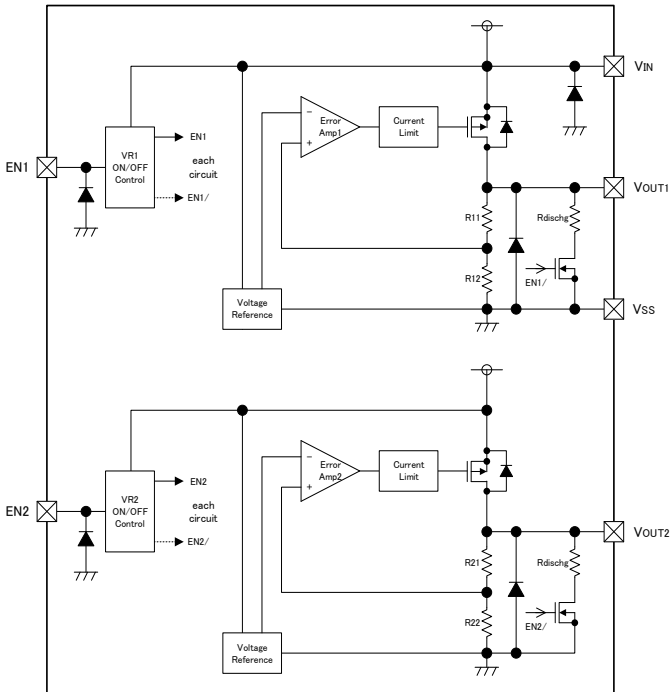 VIN
Error
Amp1
−
+
Current
Limit
EN1
VR1
ON/OFF
Control
EN1
each
circuit
EN1/
VOUT1
R11
Rdischg
R12
EN1/
Voltage
Reference
VSS
Error
Amp2
−
+
Current
Limit
EN2
VR2
ON/OFF
Control
EN2
each
circuit
EN2/
VOUT2
R21
Rdischg
R22
EN2/
Voltage
Reference